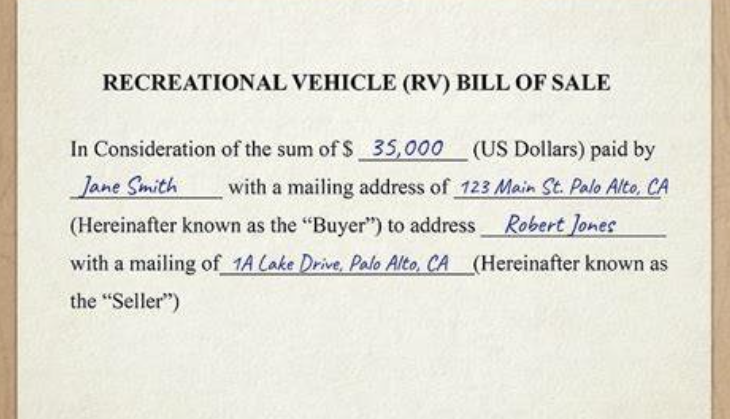 RECREATIONAL VEHICLE (RV) BILL OF SALE
In Consideration of the sum of $ 35,000 (US Dollars) paid by
Jane Smith with a mailing address of 123 Main St. Palo Alto, CA
(Hereinafter known as the “Buyer”) to address Robert Jones
with a mailing of 1A Lake Drive, Palo Alto, CA (Hereinafter known as
the “Seller”)